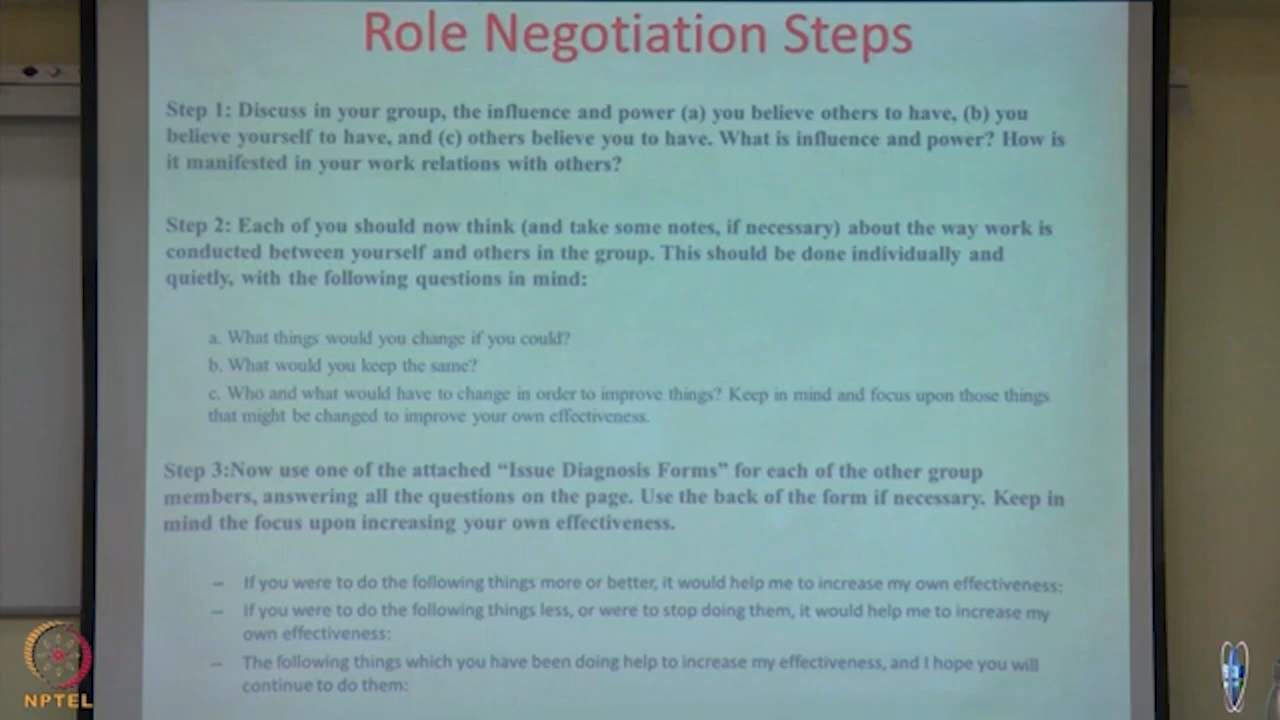 Role Negotiation Steps
Step 1: Discuss in your group, the influence and power (a) you believe others to have, (b) you
believe yourself to have, and (c) others believe you to have. What is influence and power? How is
it manifested in your work relations with others?
Step 2: Each of you should now think (and take some notes, if necessary) about the way work is
conducted between yourself and others in the group. This should be done individually and
quietly, with the following questions in mind:
a. What things would you change if you could?
b. What would you keep the same?
c. Who and what would have to change in order to improve things? Keep in mind and focus upon those things
that might be changed to improve your own effectiveness.
Step 3:Now use one of the attached “Issue Diagnosis Forms” for each of the other group
members, answering all the questions on the page. Use the back of the form if necessary. Keep in
mind the focus upon increasing your own effectiveness.
– If you were to do the following things more or better, it would help me to increase my own effectiveness:
– If you were to do the following things less, or were to stop doing them, it would help me to increase my
own effectiveness:
– The following things which you have been doing help to increase my effectiveness, and I hope you will
continue to do them:
NPTEL